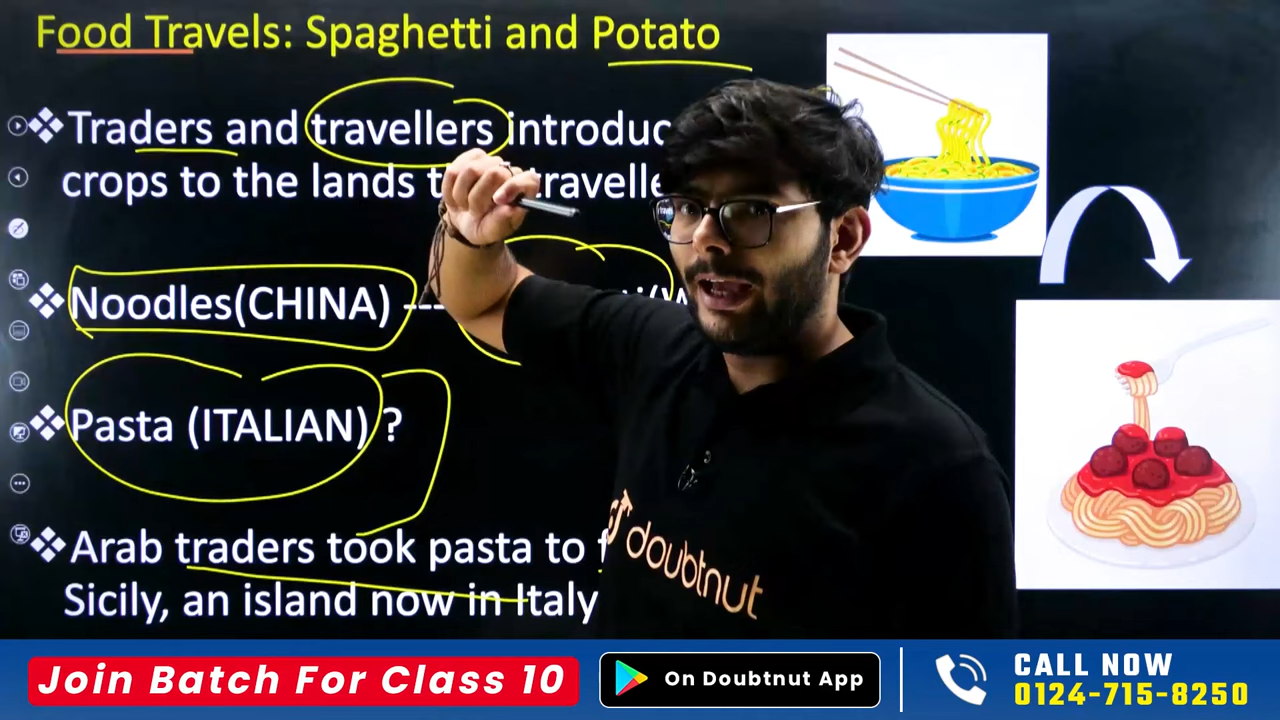 Food Travels: Spaghetti and Potato
Traders and travellers
crops to the lands
Noodles(CHINA) ---
Pasta (ITALIAN) ?
Arab traders took pasta to
Sicily, an island now in Italy
doubtnut
Join Batch For Class 10
On Doubtnut App
CALL NOW
0124-715-8250